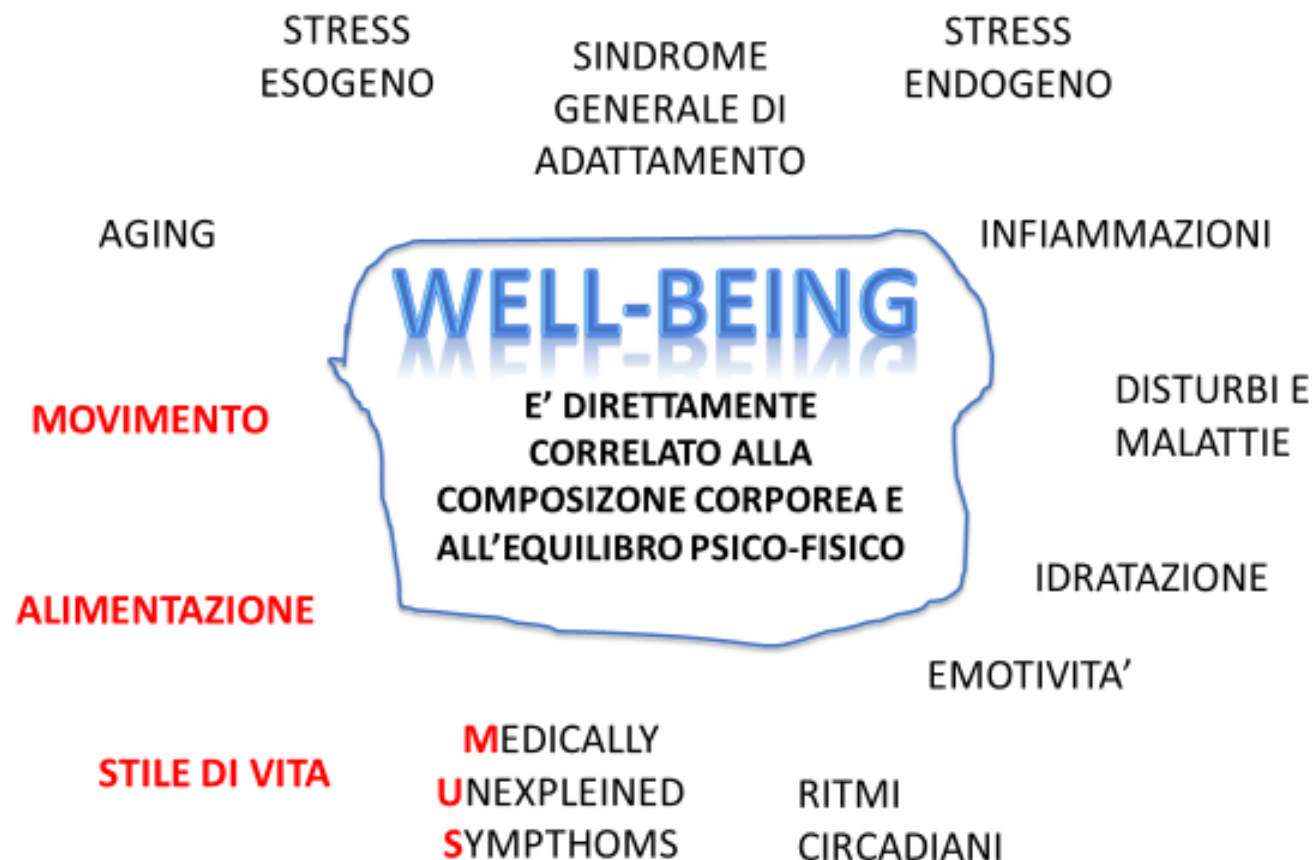 STRESS
ESOGENO
SINDROME
GENERALE DI
ADATTAMENTO
STRESS
ENDOGENO
AGING
INFIAMMAZIONI
WELL-BEING
E’ DIRETTAMENTE
CORRELATO ALLA
COMPOSIZONE CORPOREA E
ALL’EQUILIBRO PSICO-FISICO
MOVIMENTO
DISTURBI E
MALATTIE
ALIMENTAZIONE
IDRATAZIONE
EMOTIVITA’
STILE DI VITA
MEDICALLY
UNEXPLEINED
SYMPTHOMS
RITMI
CIRCADIANI